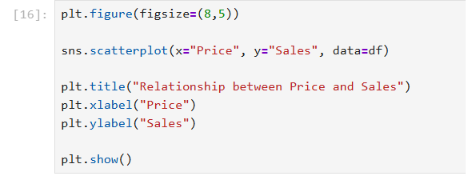 [16]: plt.figure(figsize=(8,5))
sns.scatterplot(x="Price", y="Sales", data=df)
plt.title("Relationship between Price and Sales")
plt.xlabel("Price")
plt.ylabel("Sales")
plt.show()